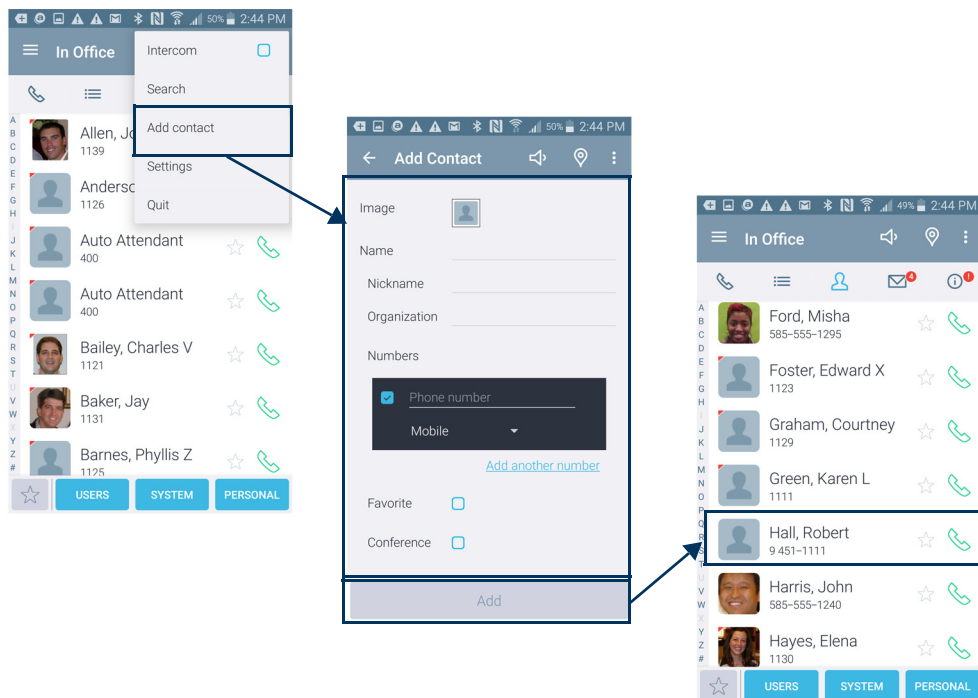 50% 2:44 PM
In Office
Intercom
Search
Add contact
Settings
Quit
A
B
C
D
E
F
G
H
I
J
K
L
M
N
O
P
Q
R
S
T
U
V
W
X
Y
Z
#
Allen, Jo
1139
Anderso
1126
Auto Attendant
400
Auto Attendant
400
Bailey, Charles V
1121
Baker, Jay
1131
Barnes, Phyllis Z
1125
USERS SYSTEM PERSONAL
50% 2:44 PM
Add Contact
Image
Name
Nickname
Organization
Numbers
Phone number
Mobile
Add another number
Favorite
Conference
Add
49% 2:44 PM
In Office
4 !
A
B
C
D
E
F
G
H
I
J
K
L
M
N
O
P
Q
R
S
T
U
V
W
X
Y
Z
#
Ford, Misha
585-555-1295
Foster, Edward X
1123
Graham, Courtney
1129
Green, Karen L
1111
Hall, Robert
9 451-1111
Harris, John
585-555-1240
Hayes, Elena
1130
USERS SYSTEM PERSONAL